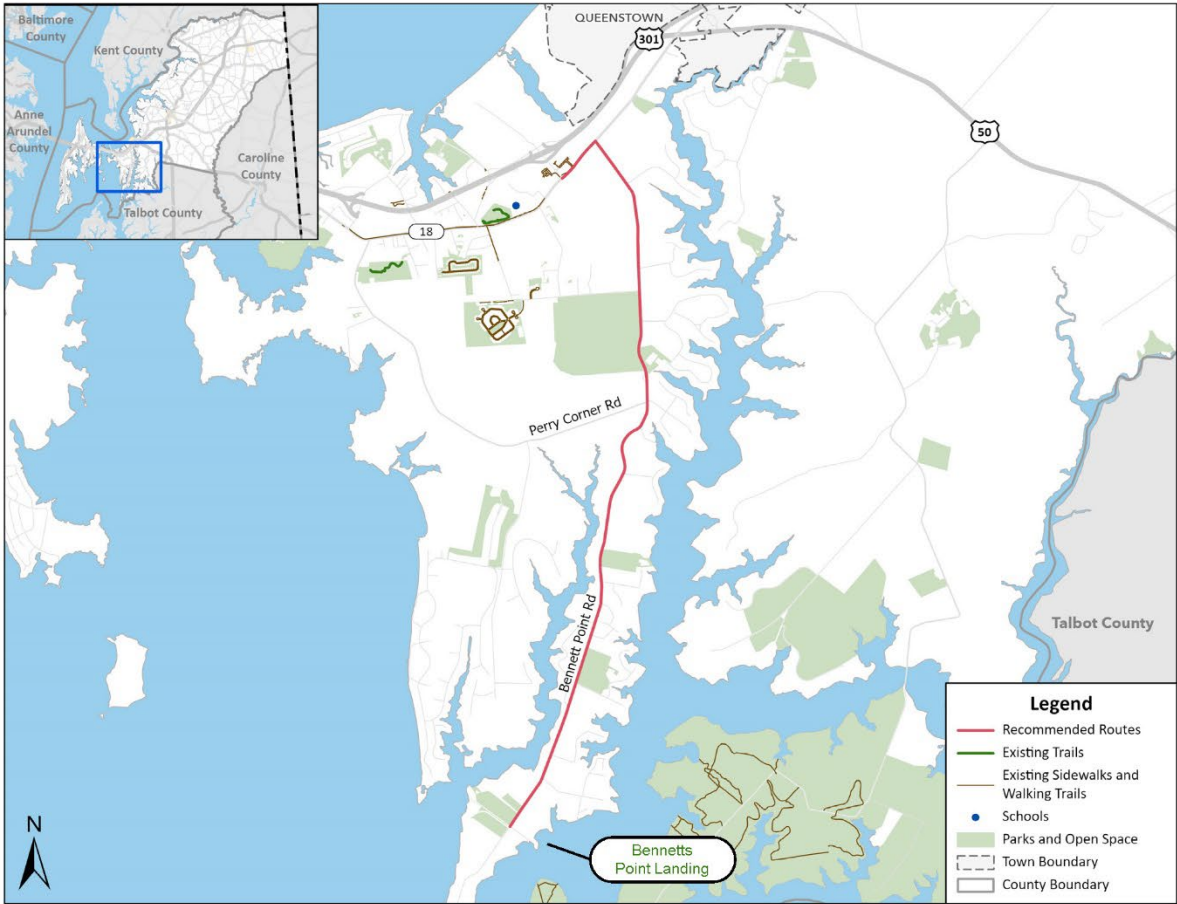 Baltimore
County
Kent County
Anne
Arundel
County
Caroline
County
Talbot County
QUEENSTOWN
301
50
18
Perry Corner Rd
Bennett Point Rd
Talbot County
Bennetts
Point Landing
N
Legend
Recommended Routes
Existing Trails
Existing Sidewalks and
Walking Trails
Schools
Parks and Open Space
Town Boundary
County Boundary